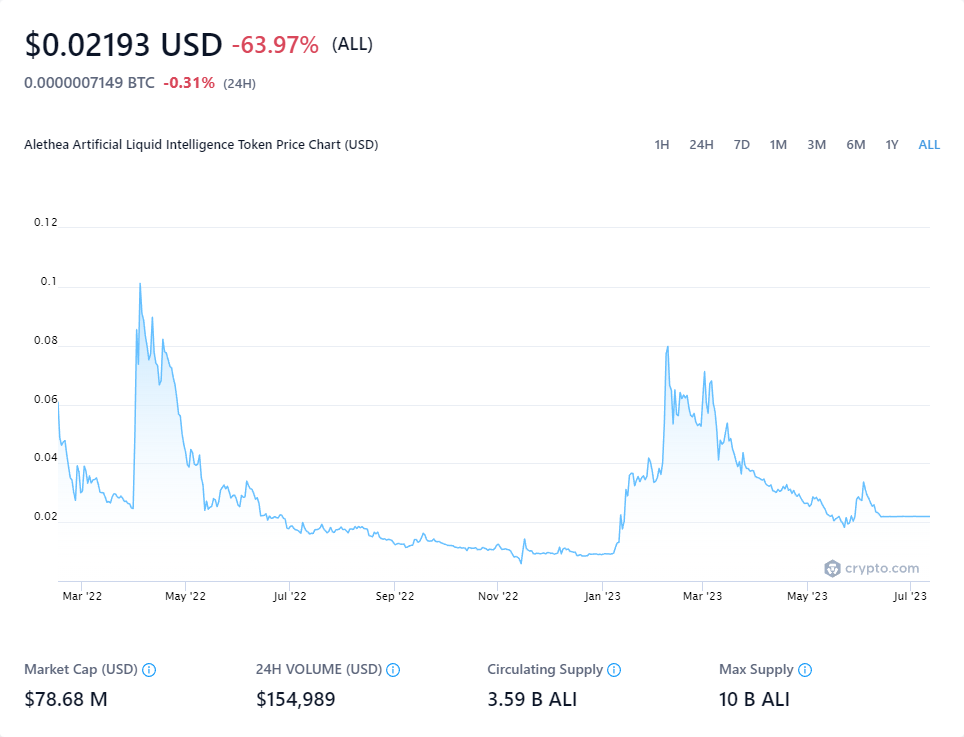 $0.02193 USD -63.97% (ALL)
0.0000007149 BTC -0.31% (24H)
Alethea Artificial Liquid Intelligence Token Price Chart (USD) 1H 24H 7D 1M 3M 6M 1Y ALL
0.12
0.1
0.08
0.06
0.04
0.02
crypto.com
Mar '22 May '22 Jul '22 Sep '22 Nov '22 Jan '23 Mar '23 May '23 Jul '23
Market Cap (USD) 24H VOLUME (USD) Circulating Supply Max Supply
$78.68 M $154,989 3.59 B ALI 10 B ALI